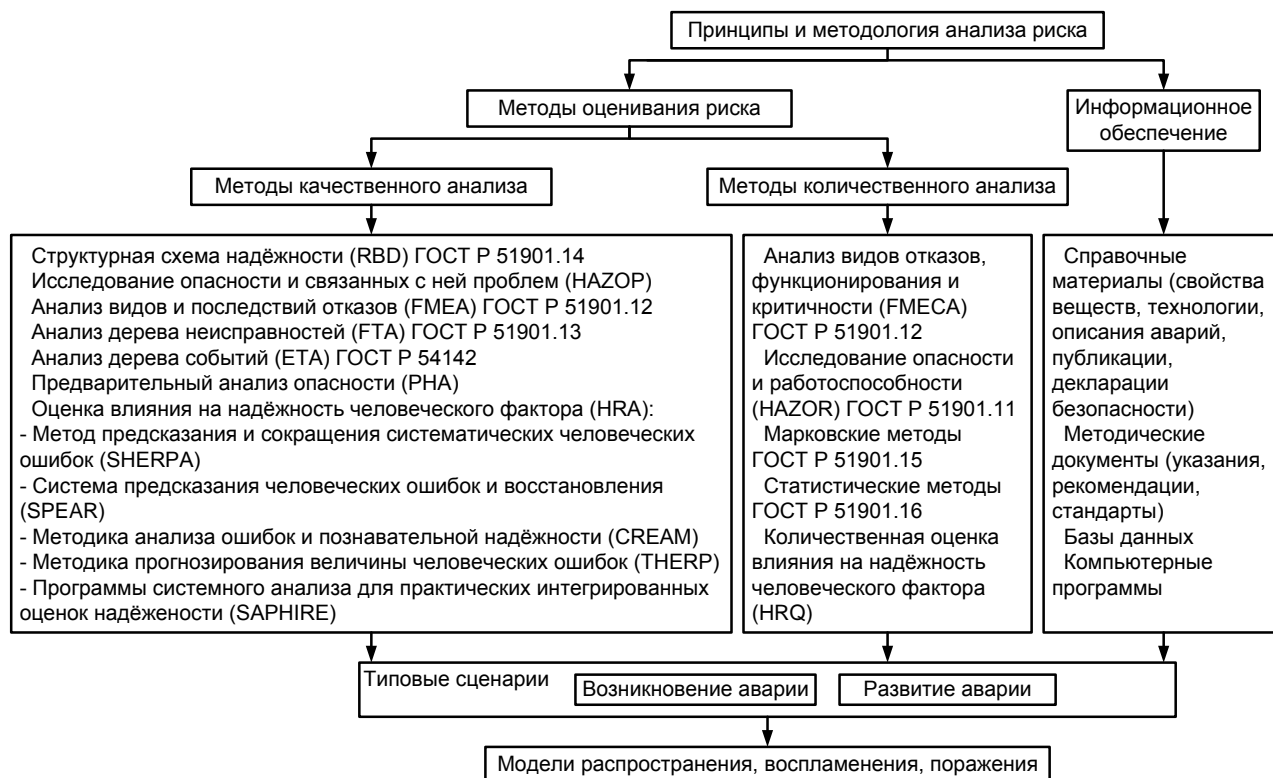 Принципы и методология анализа риска
Методы оценивания риска
Информационное
обеспечение
Методы качественного анализа
Методы количественного анализа
Структурная схема надёжности (RBD) ГОСТ Р 51901.14
Исследование опасности и связанных с ней проблем (HAZOP)
Анализ видов и последствий отказов (FMEA) ГОСТ Р 51901.12
Анализ дерева неисправностей (FTA) ГОСТ Р 51901.13
Анализ дерева событий (ETA) ГОСТ Р 54142
Предварительный анализ опасности (PHA)
Оценка влияния на надёжность человеческого фактора (HRA):
- Метод предсказания и сокращения систематических человеческих
ошибок (SHERPA)
- Система предсказания человеческих ошибок и восстановления
(SPEAR)
- Методика анализа ошибок и познавательной надёжности (CREAM)
- Методика прогнозирования величины человеческих ошибок (THERP)
- Программы системного анализа для практических интегрированных
оценок надёжености (SAPHIRE)
Анализ видов отказов,
функционирования и
критичности (FMECA)
ГОСТ Р 51901.12
Исследование опасности
и работоспособности
(HAZOR) ГОСТ Р 51901.11
Марковские методы
ГОСТ Р 51901.15
Статистические методы
ГОСТ Р 51901.16
Количественная оценка
влияния на надёжность
человеческого фактора
(HRQ)
Справочные
материалы (свойства
веществ, технологии,
описания аварий,
публикации,
декларации
безопасности)
Методические
документы (указания,
рекомендации,
стандарты)
Базы данных
Компьютерные
программы
Типовые сценарии
Возникновение аварии
Развитие аварии
Модели распространения, воспламенения, поражения